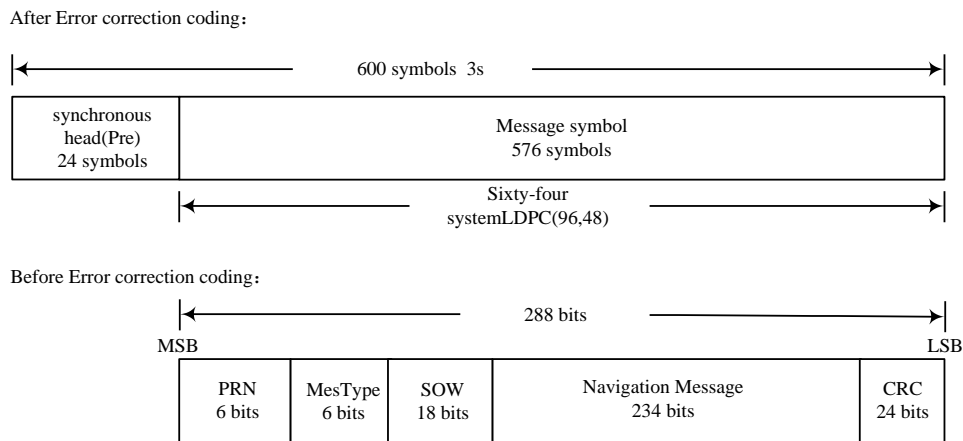 After Error correction coding：
600 symbols 3s
synchronous
head(Pre)
24 symbols
Message symbol
576 symbols
Sixty-four
systemLDPC(96,48)
Before Error correction coding：
288 bits
MSB
LSB
PRN
6 bits
MesType
6 bits
SOW
18 bits
Navigation Message
234 bits
CRC
24 bits